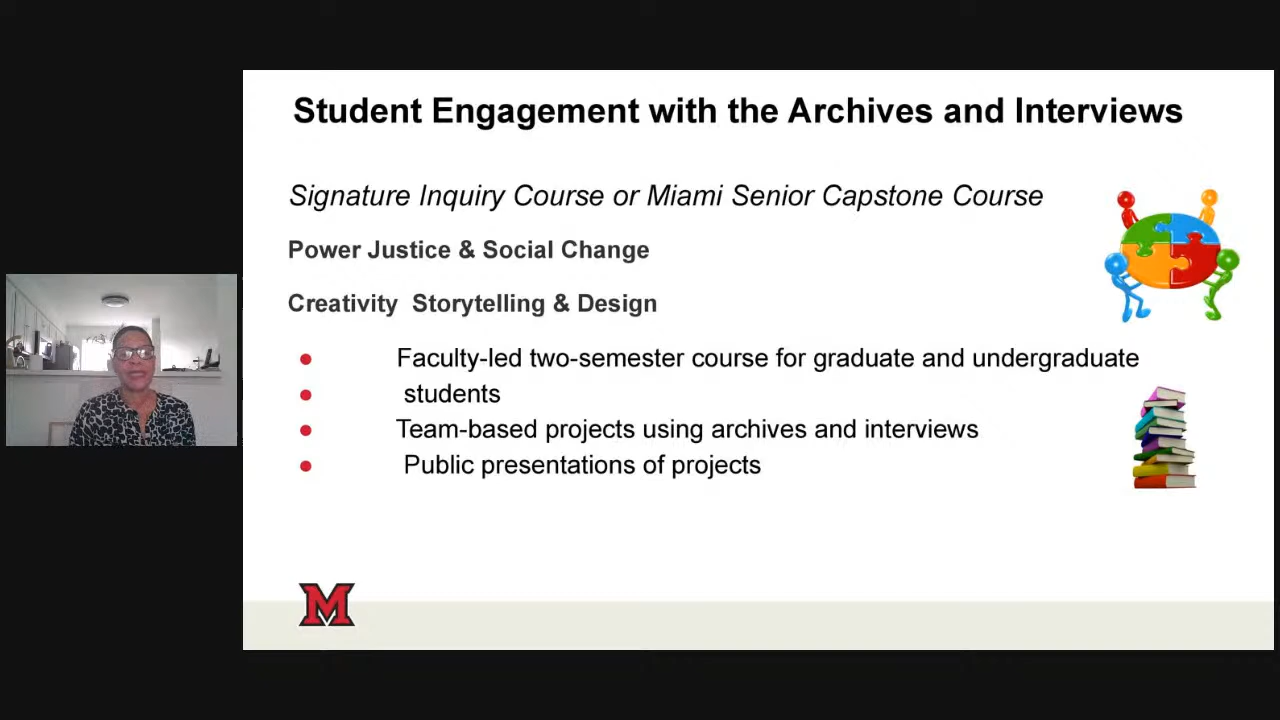 Student Engagement with the Archives and Interviews
Signature Inquiry Course or Miami Senior Capstone Course
Power Justice & Social Change
Creativity Storytelling & Design
● Faculty-led two-semester course for graduate and undergraduate
● students
● Team-based projects using archives and interviews
● Public presentations of projects
M